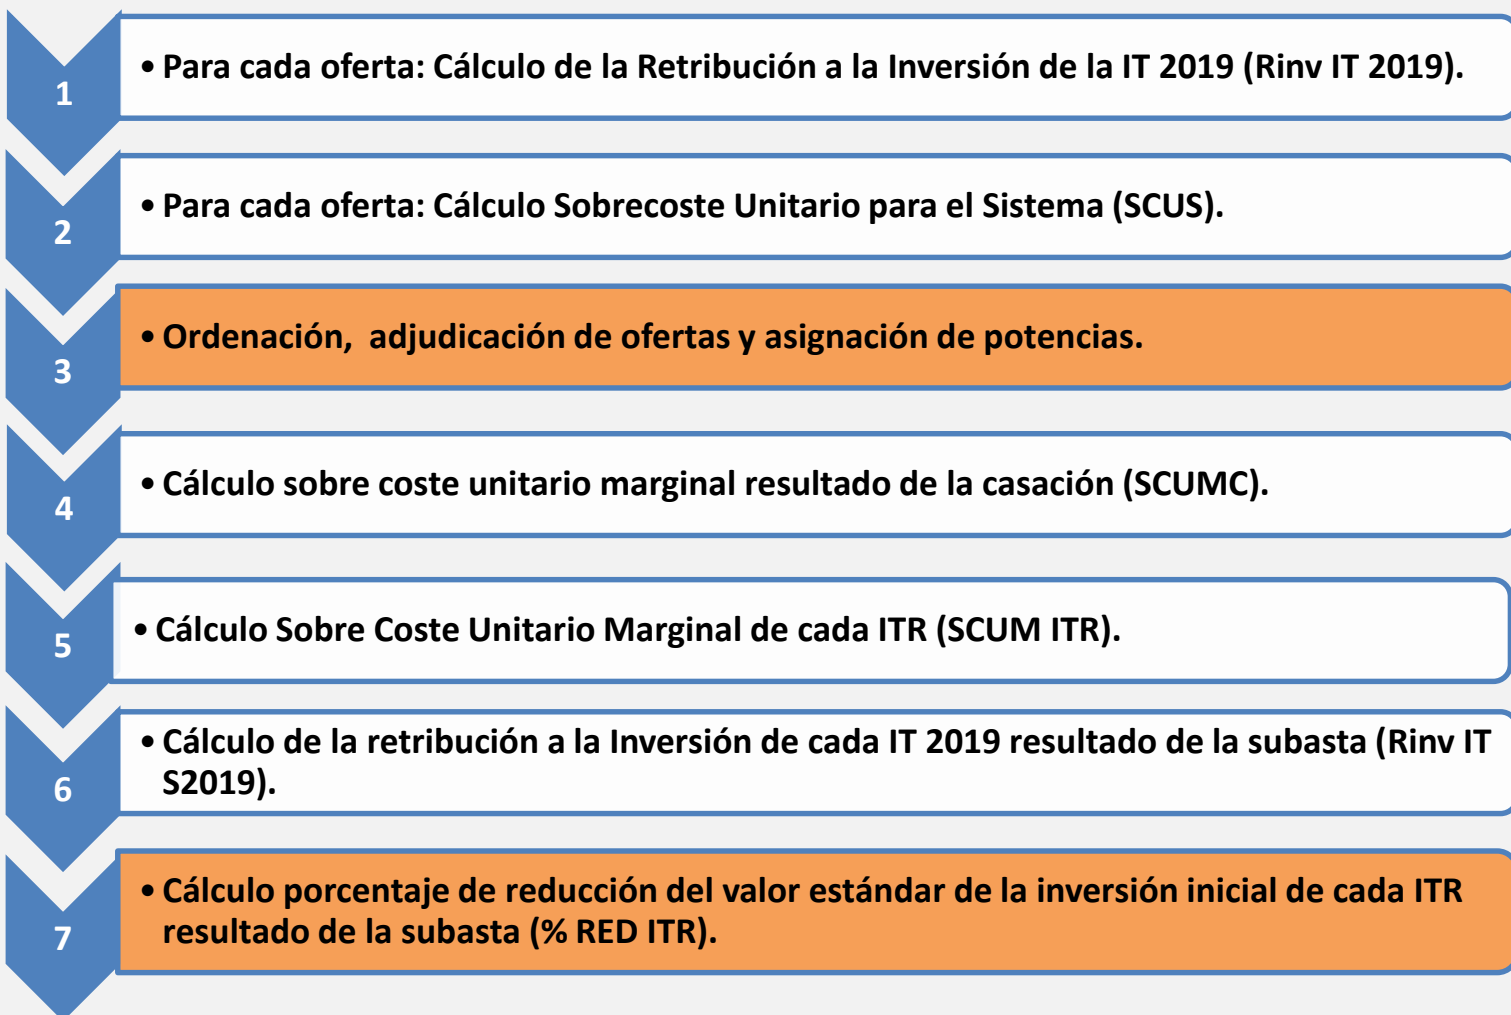 1
• Para cada oferta: Cálculo de la Retribución a la Inversión de la IT 2019 (Rinv IT 2019).
2
• Para cada oferta: Cálculo Sobrecoste Unitario para el Sistema (SCUS).
3
• Ordenación, adjudicación de ofertas y asignación de potencias.
4
• Cálculo sobre coste unitario marginal resultado de la casación (SCUMC).
5
• Cálculo Sobre Coste Unitario Marginal de cada ITR (SCUM ITR).
6
• Cálculo de la retribución a la Inversión de cada IT 2019 resultado de la subasta (Rinv IT
S2019).
7
• Cálculo porcentaje de reducción del valor estándar de la inversión inicial de cada ITR
resultado de la subasta (% RED ITR).